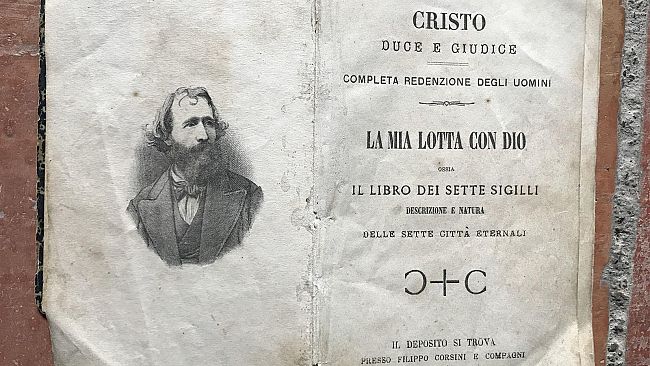 CRISTO
DUCE E GIUDICE
COMPLETA REDENZIONE DEGLI UOMINI
LA MIA LOTTA CON DIO
OSSIA
IL LIBRO DEI SETTE SIGILLI
DESCRIZIONE E NATURA
DELLE SETTE CITTÀ ETERNALI
Ɔ+C
IL DEPOSITO SI TROVA
PRESSO FILIPPO CORSINI E COMPAGNI